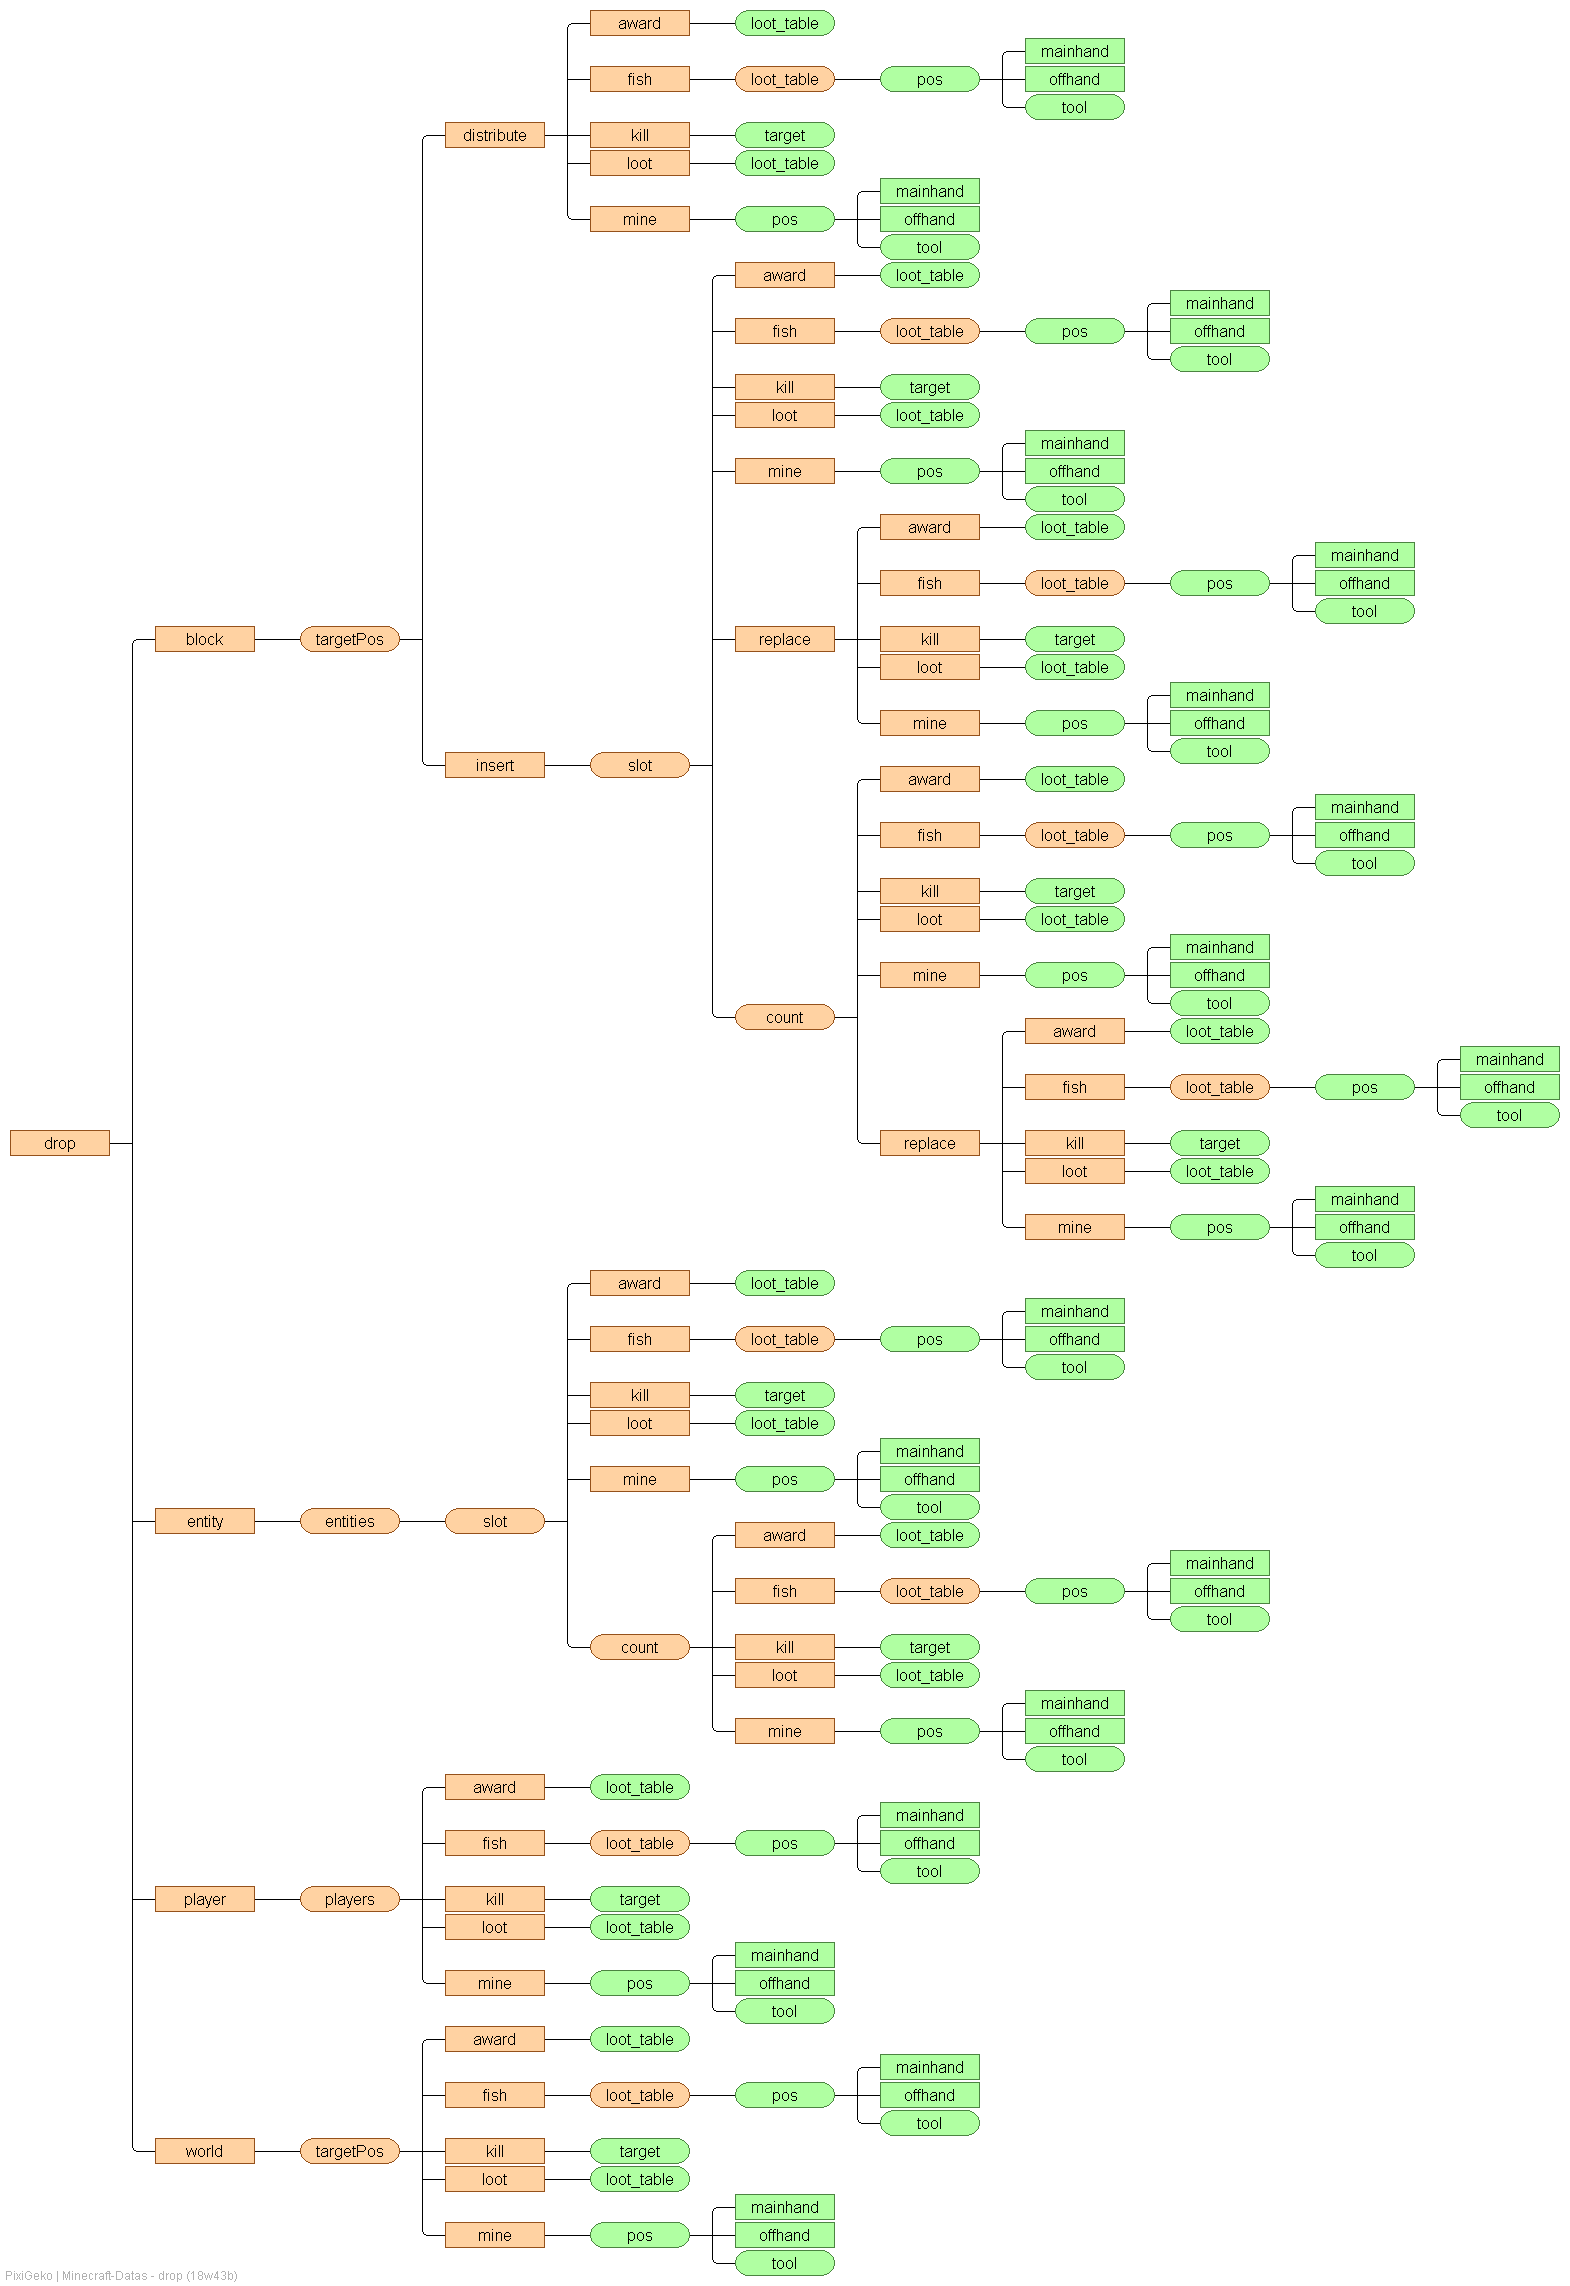 award loot_table
mainhand
fish loot_table pos offhand
tool
distribute kill target
loot loot_table
mainhand
mine pos offhand
tool
award loot_table
mainhand
fish loot_table pos offhand
tool
kill target
loot loot_table
mainhand
mine pos offhand
tool
award loot_table
mainhand
fish loot_table pos offhand
tool
block targetPos replace kill target
loot loot_table
mainhand
mine pos offhand
tool
insert slot
award loot_table
mainhand
fish loot_table pos offhand
tool
kill target
loot loot_table
mainhand
mine pos offhand
tool
count
award loot_table
mainhand
fish loot_table pos offhand
tool
drop replace kill target
loot loot_table
mainhand
mine pos offhand
tool
award loot_table
mainhand
fish loot_table pos offhand
tool
kill target
loot loot_table
mainhand
mine pos offhand
tool
entity entities slot
award loot_table
mainhand
fish loot_table pos offhand
tool
count kill target
loot loot_table
mainhand
mine pos offhand
tool
award loot_table
mainhand
fish loot_table pos offhand
tool
player players kill target
loot loot_table
mainhand
mine pos offhand
tool
award loot_table
mainhand
fish loot_table pos offhand
tool
world targetPos kill target
loot loot_table
mainhand
mine pos offhand
tool
PixiGeko | Minecraft-Datas - drop (18w43b)